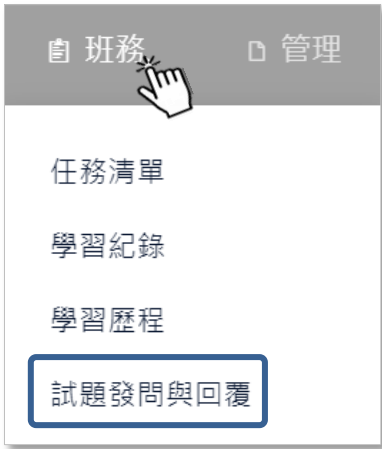 班務 管理
任務清單
學習紀錄
學習歷程
試題發問與回覆